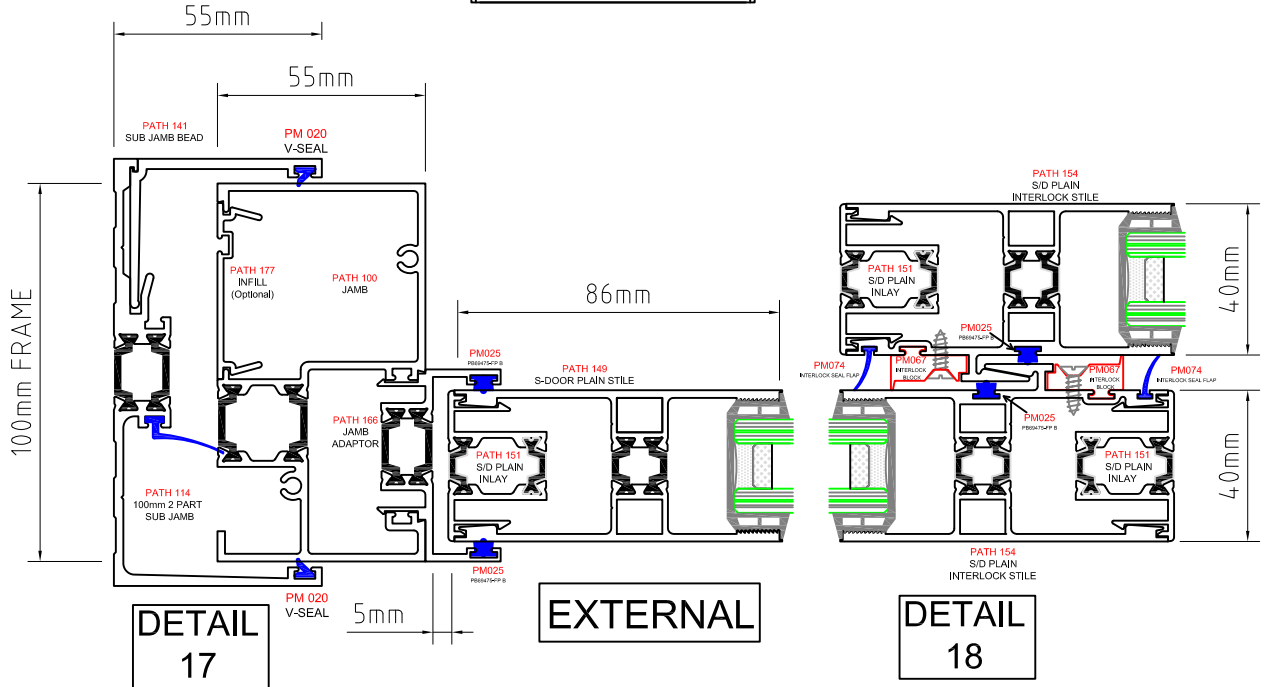 55mm
55mm
PATH 141
SUB JAMB BEAD
PM 020
V-SEAL
100mm FRAME
PATH 177
INFILL
(Optional)
PATH 100
JAMB
PATH 166
JAMB
ADAPTOR
PATH 114
100mm 2 PART
SUB JAMB
PM 020
V-SEAL
DETAIL
17
5mm
86mm
PM025
PB69475-FP B
PATH 149
S-DOOR PLAIN STILE
PATH 151
S/D PLAIN
INLAY
PM025
PB69475-FP B
EXTERNAL
PATH 154
S/D PLAIN
INTERLOCK STILE
PATH 151
S/D PLAIN
INLAY
40mm
PM025
PB69475-FP B
PM074
INTERLOCK SEAL FLAP
PM067
INTERLOCK
BLOCK
PM067
INTERLOCK
BLOCK
PM074
INTERLOCK SEAL FLAP
PM025
PB69475-FP B
PATH 151
S/D PLAIN
INLAY
40mm
PATH 154
S/D PLAIN
INTERLOCK STILE
DETAIL
18